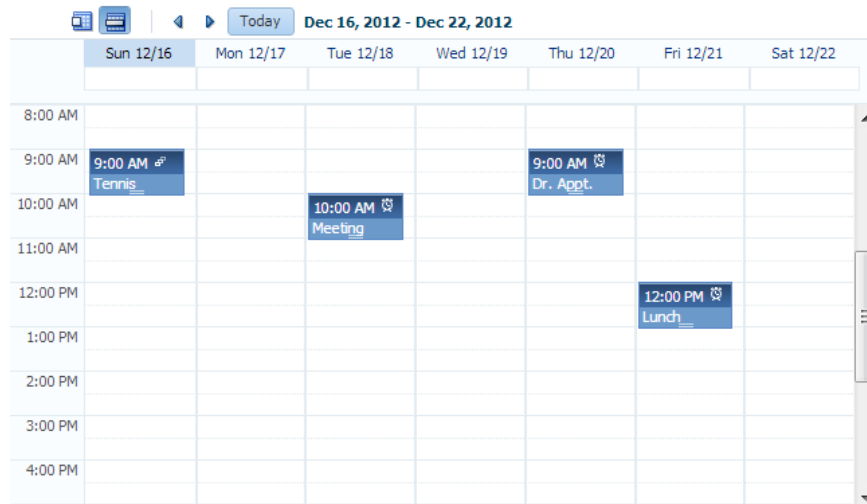 Today Dec 16, 2012 - Dec 22, 2012
Sun 12/16 Mon 12/17 Tue 12/18 Wed 12/19 Thu 12/20 Fri 12/21 Sat 12/22
8:00 AM
9:00 AM 9:00 AM 9:00 AM
Tennis Dr. Appt.
10:00 AM 10:00 AM
Meeting
11:00 AM
12:00 PM 12:00 PM
Lunch
1:00 PM
2:00 PM
3:00 PM
4:00 PM